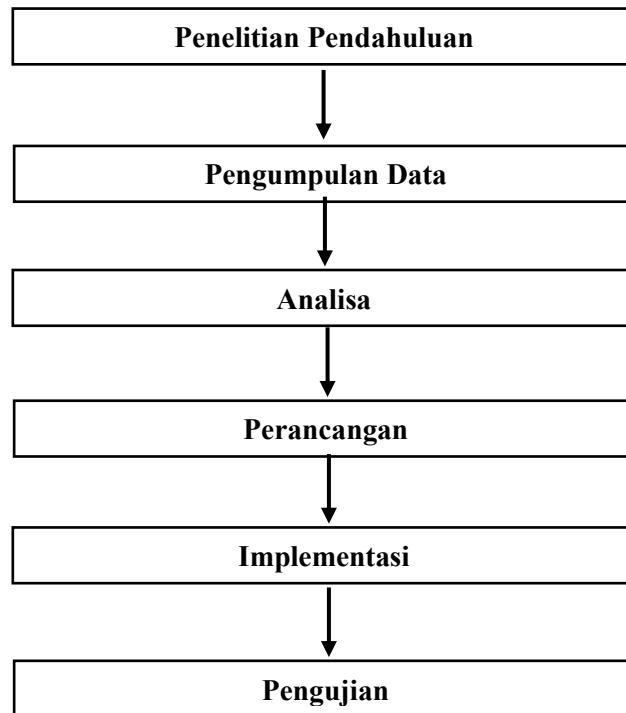 Penelitian Pendahuluan
Pengumpulan Data
Analisa
Perancangan
Implementasi
Pengujian